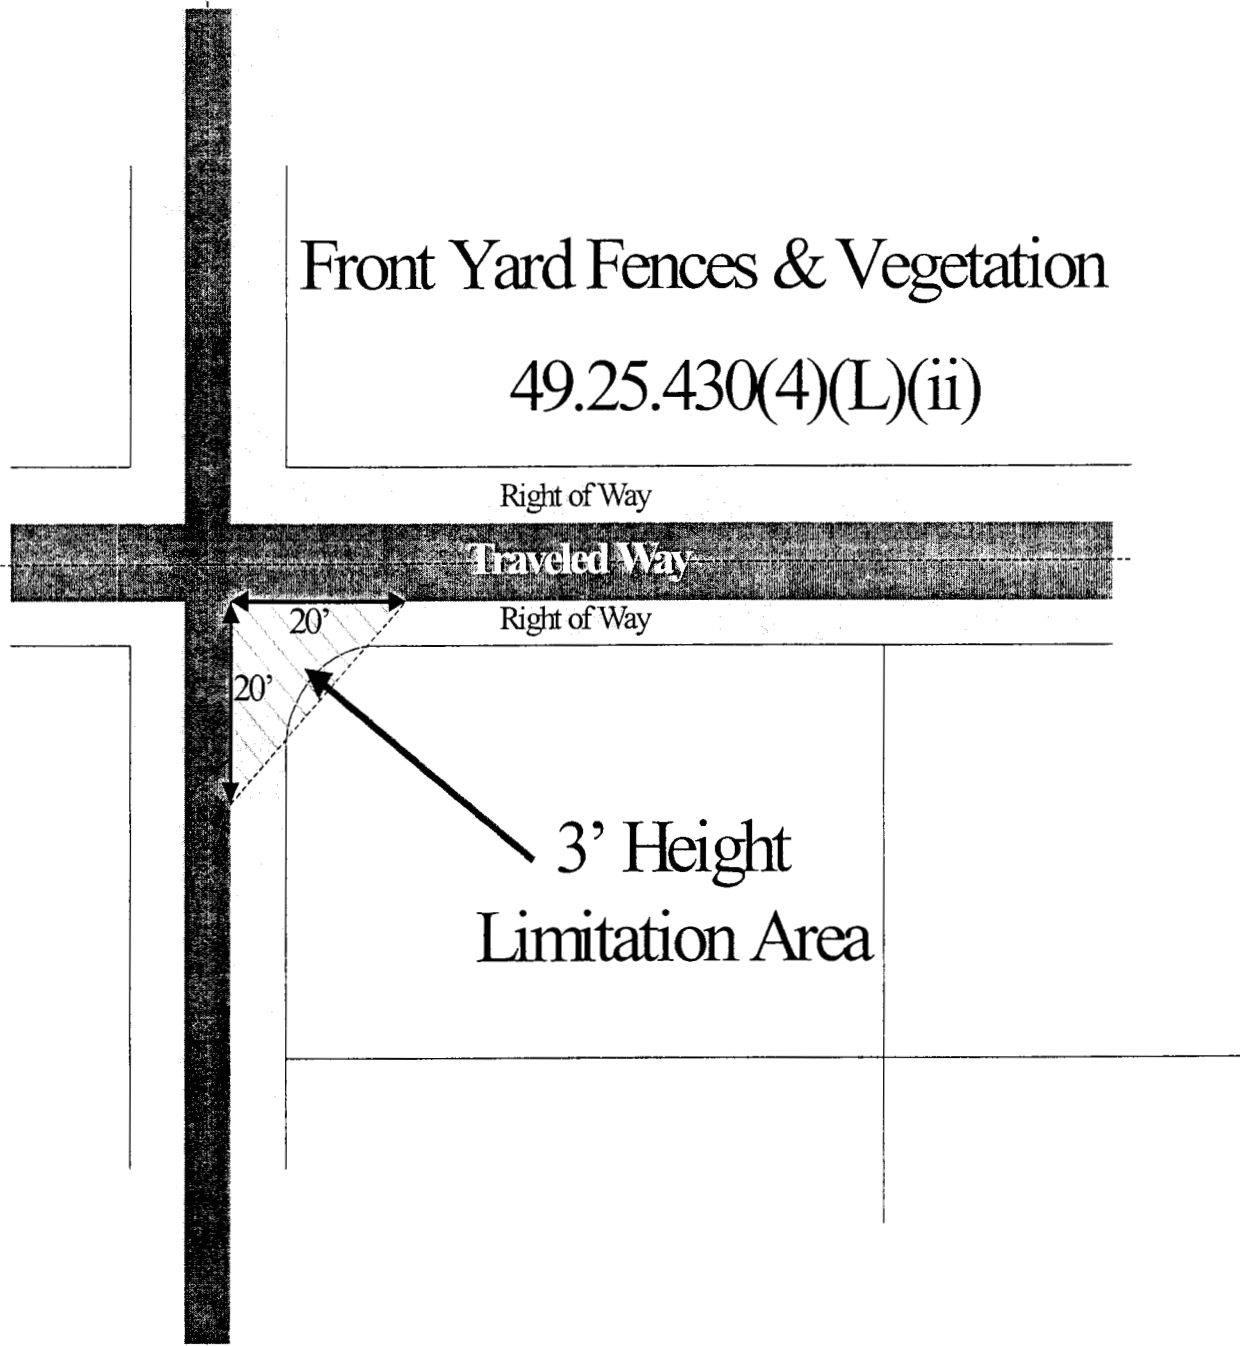 Front Yard Fences & Vegetation
49.25.430(4)(L)(ii)
Right of Way
Traveled Way
Right of Way
20’
20’
3’ Height
Limitation Area